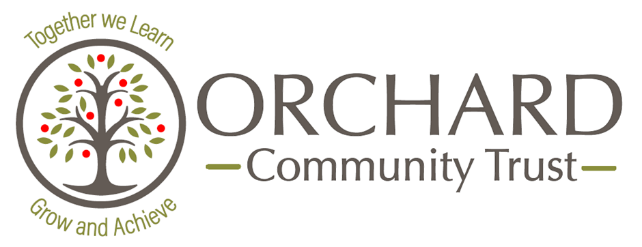 Together we Learn
Grow and Achieve
ORCHARD
Community Trust